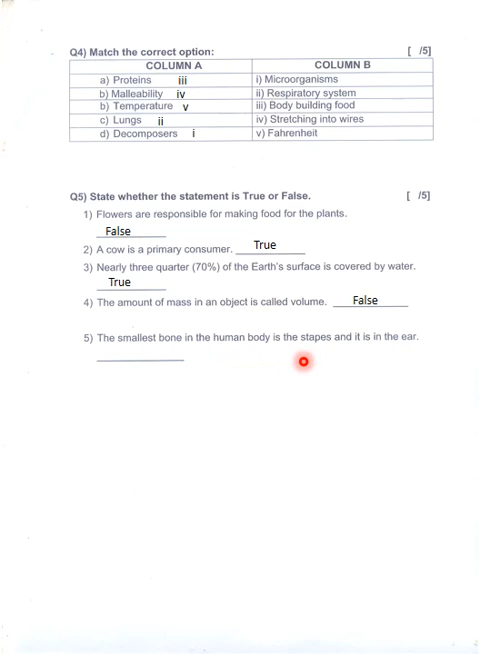 Q4) Match the correct option: [ /5]
COLUMN A COLUMN B
a) Proteins iii i) Microorganisms
b) Malleability iv ii) Respiratory system
b) Temperature v iii) Body building food
c) Lungs ii iv) Stretching into wires
d) Decomposers i v) Fahrenheit
Q5) State whether the statement is True or False. [ /5]
1) Flowers are responsible for making food for the plants.
False
2) A cow is a primary consumer. True
3) Nearly three quarter (70%) of the Earth's surface is covered by water.
True
4) The amount of mass in an object is called volume. False
5) The smallest bone in the human body is the stapes and it is in the ear.